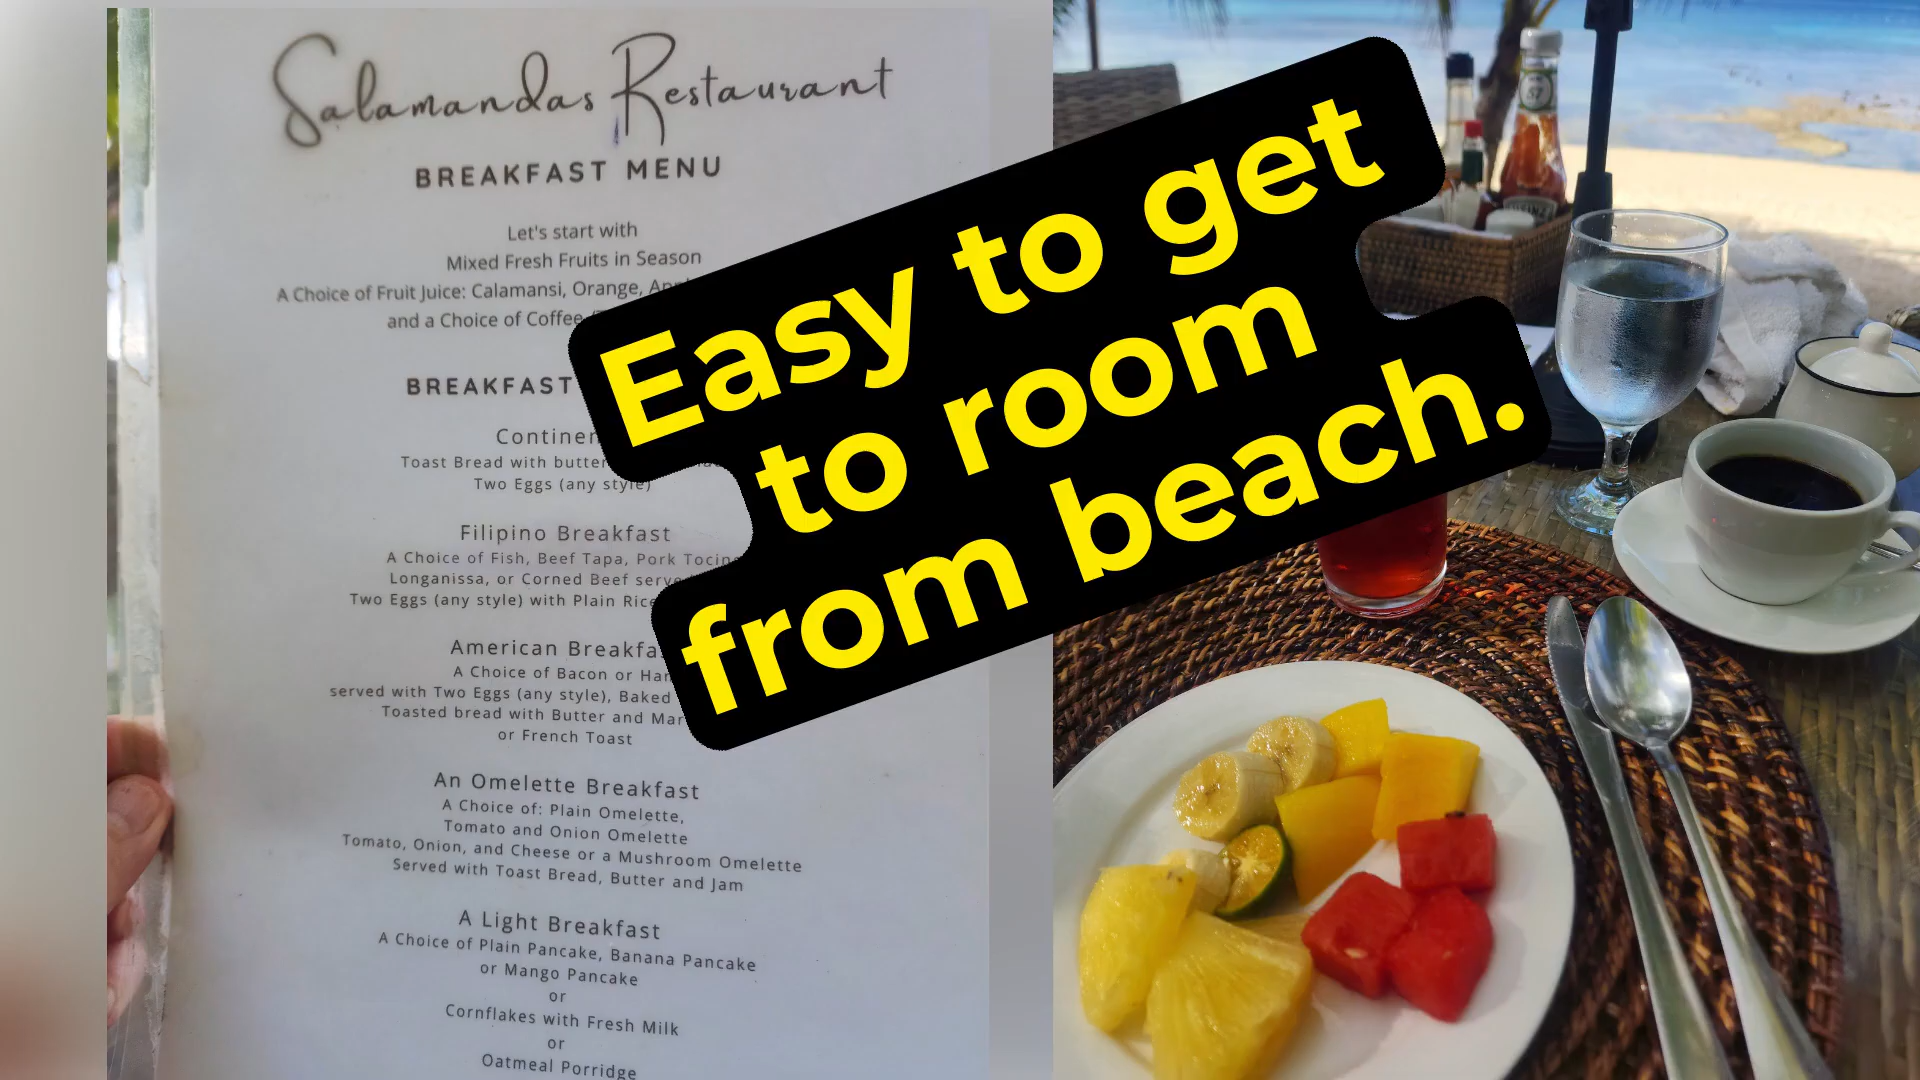 Salamandas Restaurant
BREAKFAST MENU
Let's start with
Mixed Fresh Fruits in Season
A Choice of Fruit Juice: Calamansi, Orange,
and a Choice of Coffee
BREAKFAST
Toast Bread with butter
Two Eggs (any style)
Filipino Breakfast
A Choice of Fish, Beef Tapa, Pork
Longanissa, or Corned Beef
Two Eggs (any style) with Plain Rice
American
A Choice of Bacon or
served with Two Eggs (any style), Baked
Toasted bread with Butter and
or French Toast
An Omelette Breakfast
A Choice of: Plain Omelette,
Tomato and Onion Omelette
Tomato, Onion, and Cheese or a Mushroom Omelette
Served with Toast Bread, Butter and Jam
A Light Breakfast
A Choice of Plain Pancake, Banana Pancake
or Mango Pancake
or
Cornflakes with Fresh Milk
or
Oatmeal Porridge
Easy to get
to room
from beach.
57
HEINZ